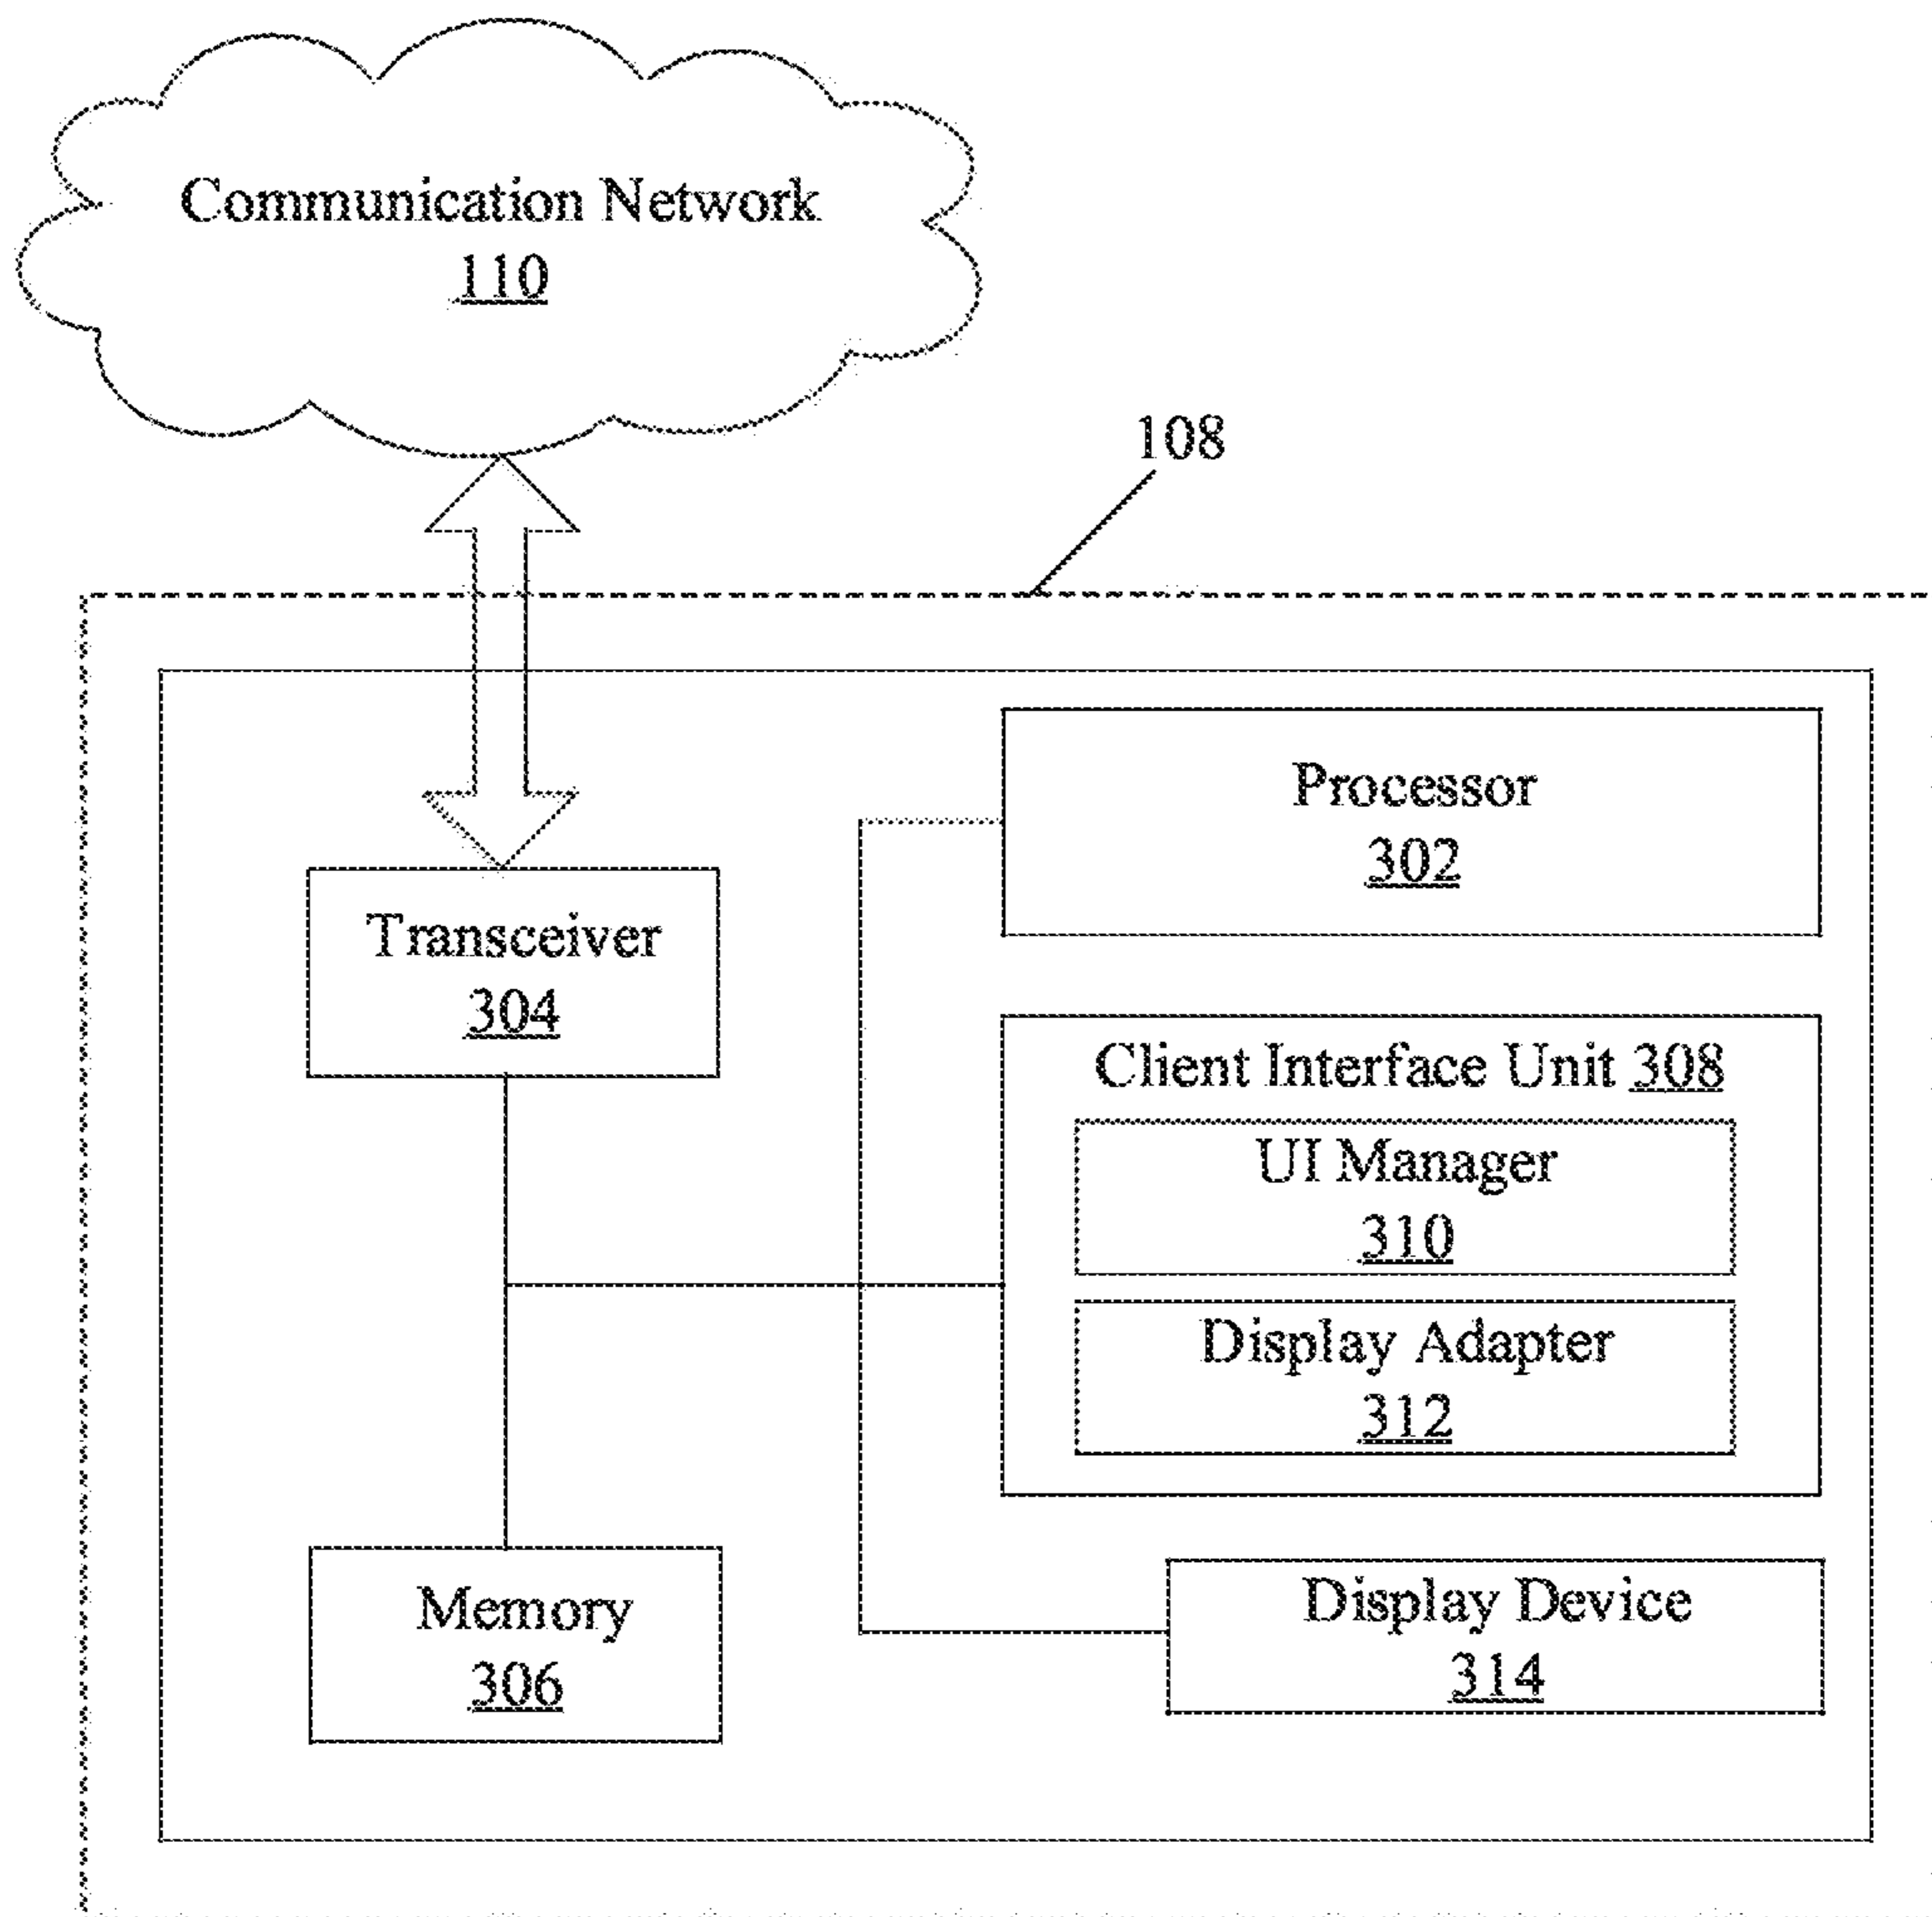 Communication Network
110
108
Processor
302
Transceiver
304
Client Interface Unit 308
UI Manager
310
Display Adapter
312
Memory
306
Display Device
314